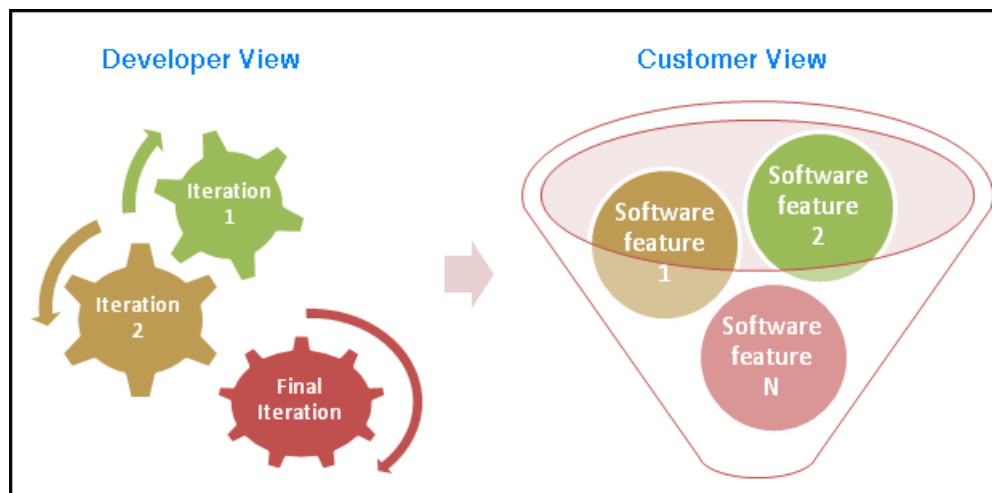 Developer View
Customer View
Iteration
1
Iteration
2
Final
Iteration
Software
feature
1
Software
feature
2
Software
feature
N